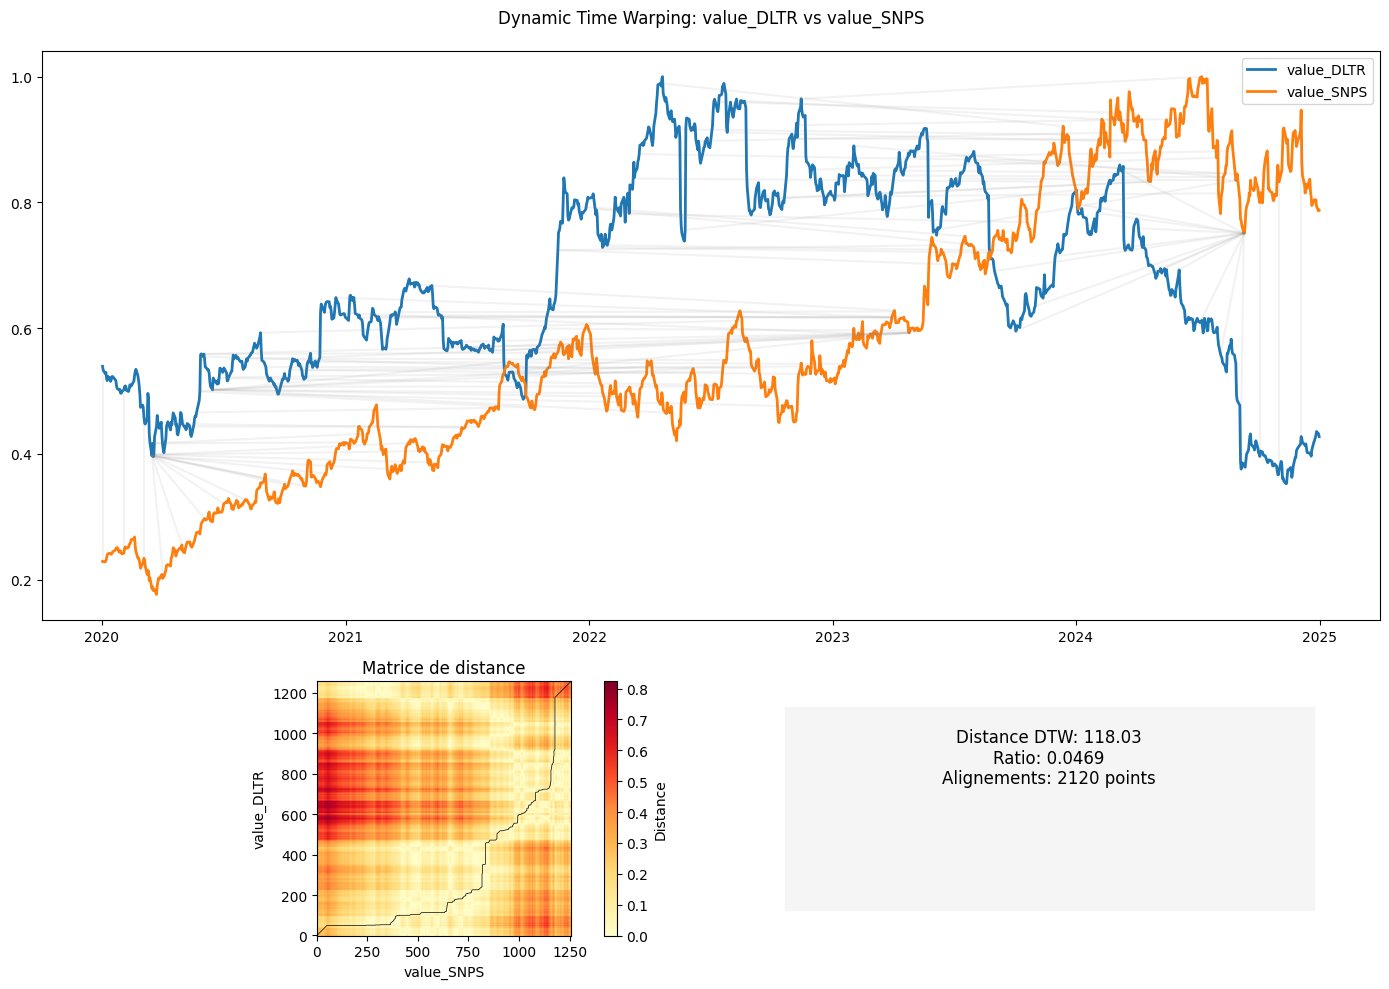 Dynamic Time Warping: value_DLTR vs value_SNPS
1.0
0.8
0.6
0.4
0.2
value_DLTR
value_SNPS
2020 2021 2022 2023 2024 2025
Matrice de distance
1200
1000
800
600
400
200
0
value_DLTR
0 250 500 750 1000 1250
value_SNPS
0.8
0.7
0.6
0.5
0.4
0.3
0.2
0.1
0.0
Distance
Distance DTW: 118.03
Ratio: 0.0469
Alignements: 2120 points